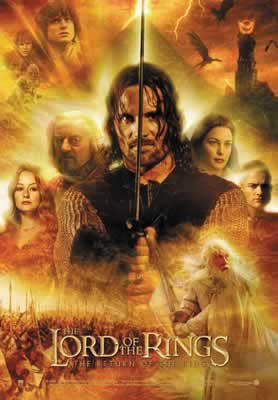 THE
LORD OF THE RINGS
THE RETURN OF THE KING